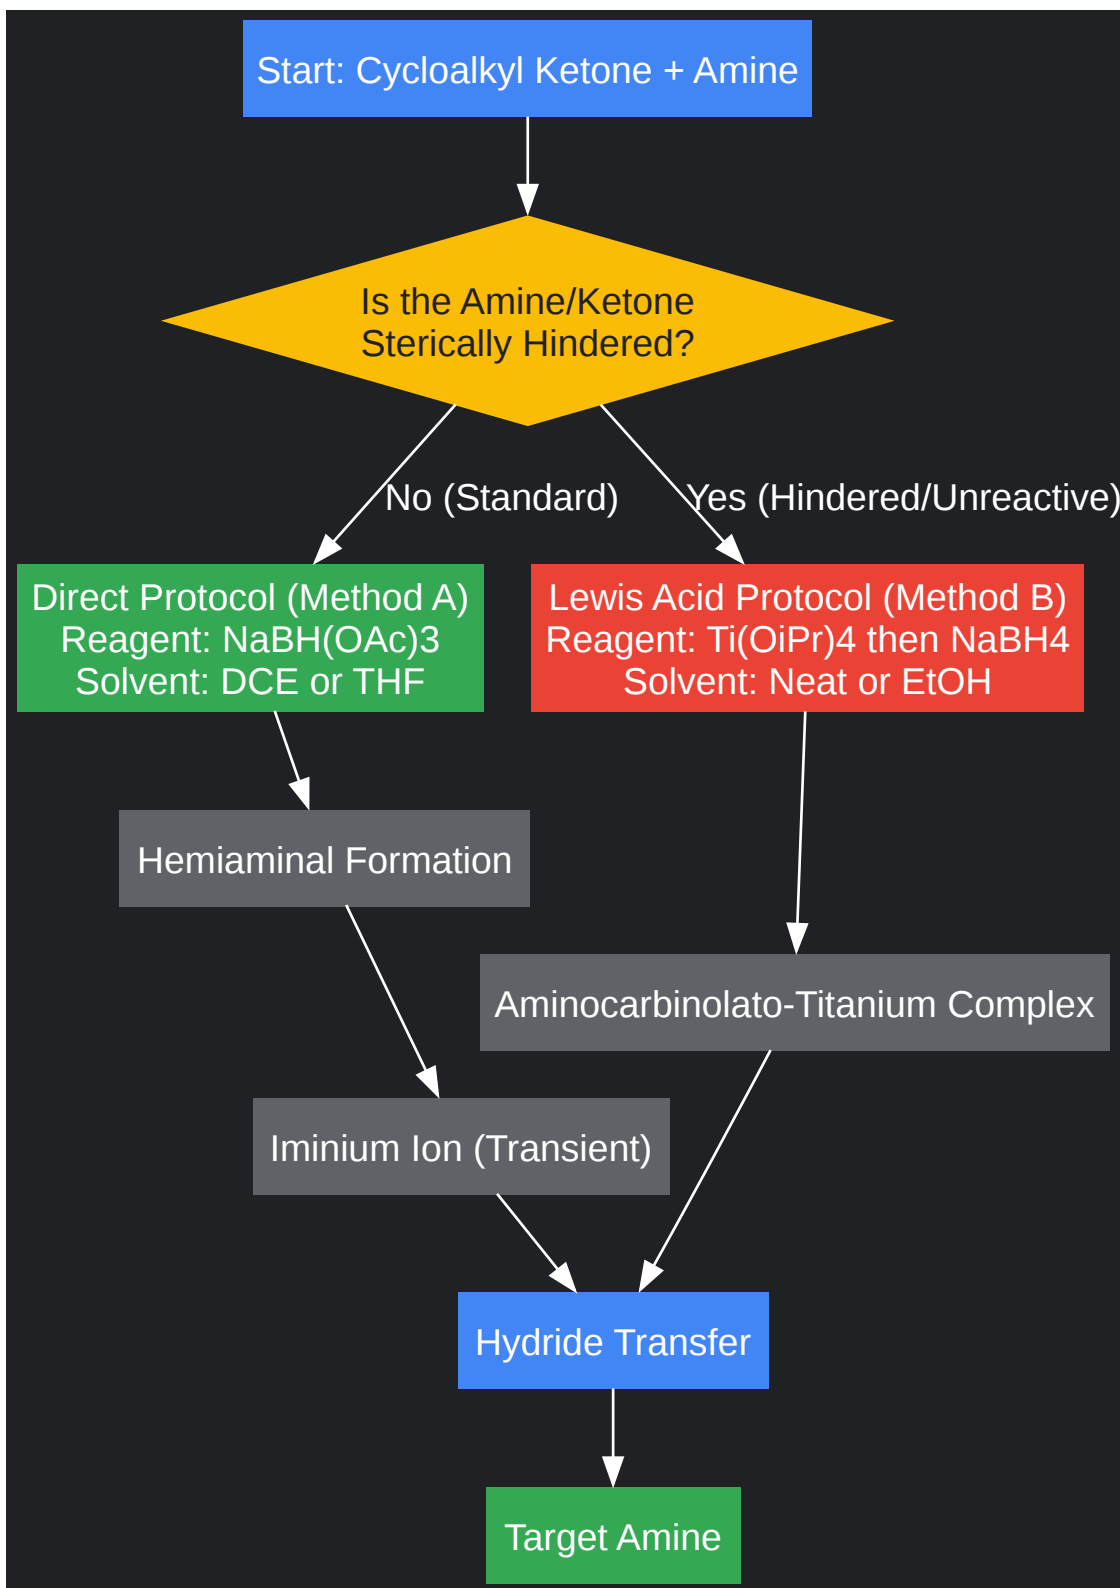 Start: Cycloalkyl Ketone + Amine
Is the Amine/Ketone
Sterically Hindered?
No (Standard)
Yes (Hindered/Unreactive)
Direct Protocol (Method A)
Reagent: NaBH(OAc)3
Solvent: DCE or THF
Lewis Acid Protocol (Method B)
Reagent: Ti(OiPr)4 then NaBH4
Solvent: Neat or EtOH
Hemiaminal Formation
Aminocarbinolato-Titanium Complex
Iminium Ion (Transient)
Hydride Transfer
Target Amine